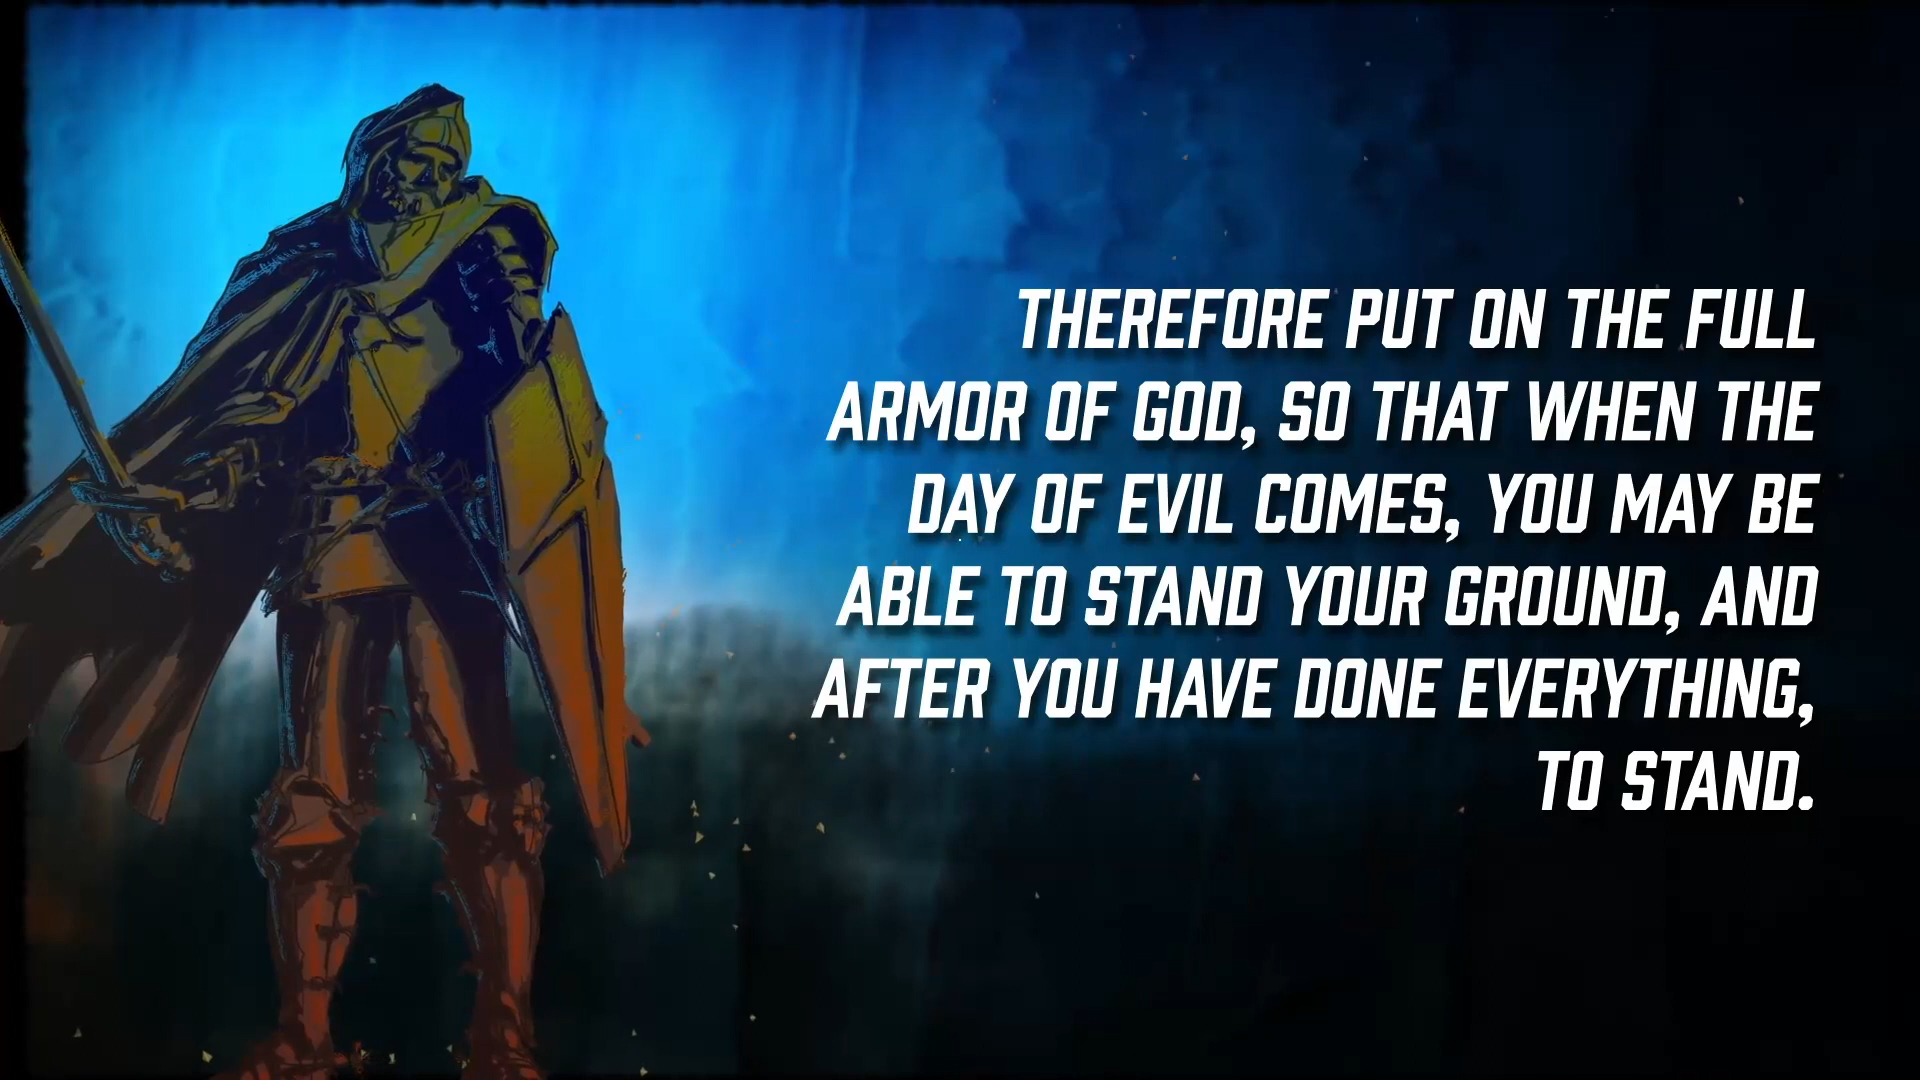 THEREFORE PUT ON THE FULL
ARMOR OF GOD, SO THAT WHEN THE
DAY OF EVIL COMES, YOU MAY BE
ABLE TO STAND YOUR GROUND, AND
AFTER YOU HAVE DONE EVERYTHING,
TO STAND.